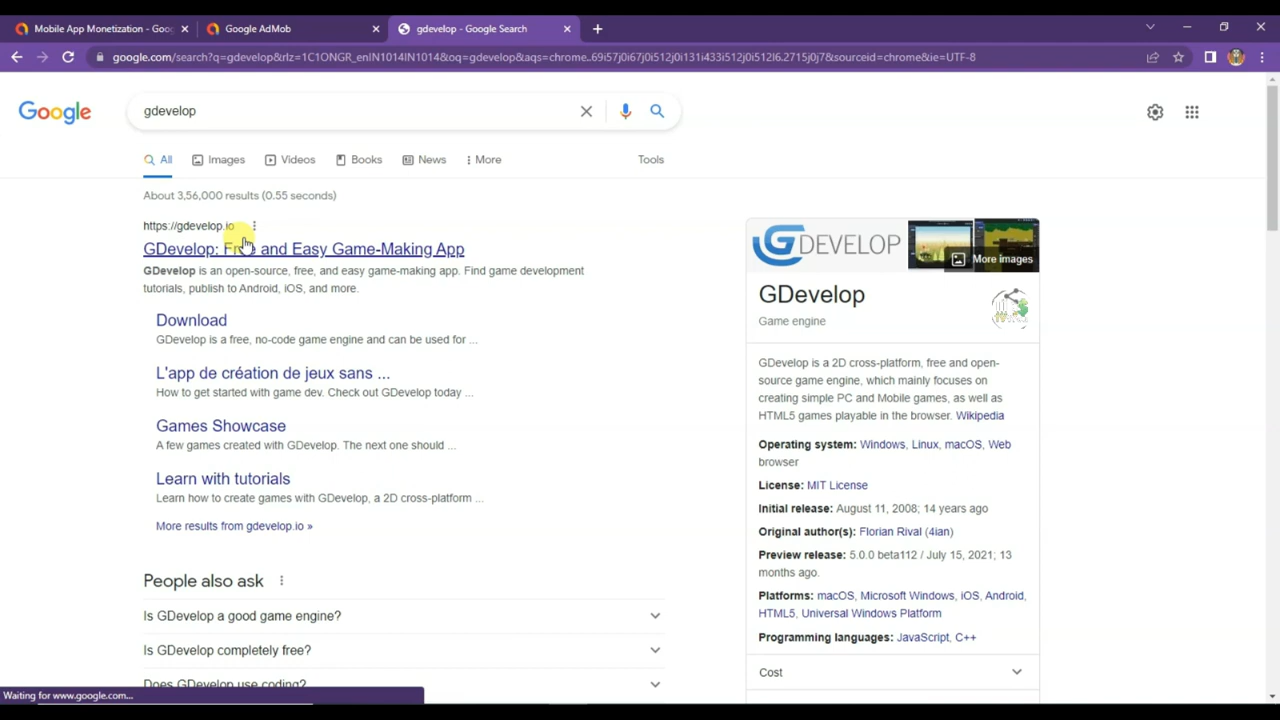 Mobile App Monetization - Goog
Google AdMob
gdevelop - Google Search
google.com/search?q=gdevelop&rlz=1C1ONGR_enIN1014IN1014&oq=gdevelop&aqs=chrome..69i57j0i67j0i512j0i131i433i512j0i512l6.2715j0j7&sourceid=chrome&ie=UTF-8
Google
gdevelop
All
Images
Videos
Books
News
More
Tools
About 3,56,000 results (0.55 seconds)
https://gdevelop.io
GDevelop: Free and Easy Game-Making App
GDevelop is an open-source, free, and easy game-making app. Find game development
tutorials, publish to Android, iOS, and more.
Download
GDevelop is a free, no-code game engine and can be used for ...
L'app de création de jeux sans ...
How to get started with game dev. Check out GDevelop today ...
Games Showcase
A few games created with GDevelop. The next one should ...
Learn with tutorials
Learn how to create games with GDevelop, a 2D cross-platform ...
More results from gdevelop.io »
People also ask
Is GDevelop a good game engine?
Is GDevelop completely free?
Does GDevelop use coding?
Waiting for www.google.com...
GDEVELOP
More images
GDevelop
Game engine
GDevelop is a 2D cross-platform, free and open-
source game engine, which mainly focuses on
creating simple PC and Mobile games, as well as
HTML5 games playable in the browser. Wikipedia
Operating system: Windows, Linux, macOS, Web
browser
License: MIT License
Initial release: August 11, 2008; 14 years ago
Original author(s): Florian Rival (4ian)
Preview release: 5.0.0 beta112 / July 15, 2021; 13
months ago.
Platforms: macOS, Microsoft Windows, iOS, Android,
HTML5, Universal Windows Platform
Programming languages: JavaScript, C++
Cost